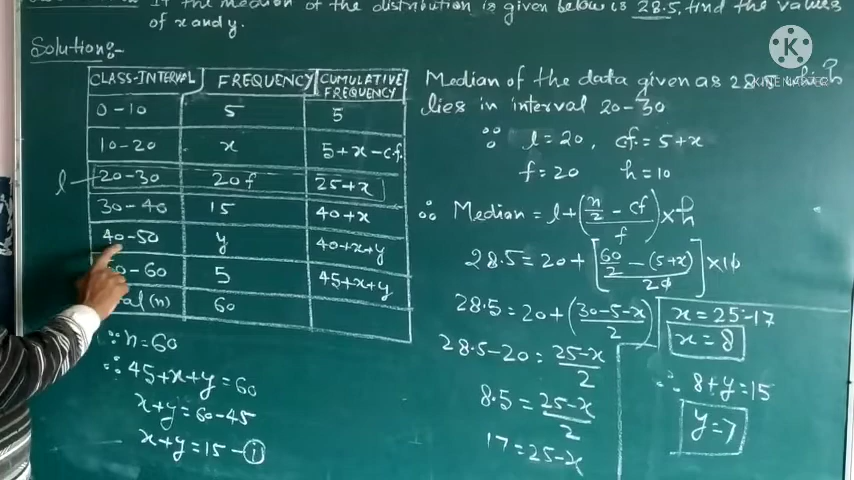 If the median of the distribution is given below is 28.5, find the values
of x and y.
Solution:-
CLASS-INTERVAL FREQUENCY CUMULATIVE FREQUENCY
0-10 5 5
10-20 x 5+x-c.f.
l 20-30 20 f 25+x
30-40 15 40+x
40-50 y 40+x+y
-60 5 45+x+y
(n) 60
∵ n=60
∴ 45+x+y=60
x+y=60-45
x+y=15-①
Median of the data given as 28
lies in interval 20-30
∵ l=20, cf.=5+x
f=20 h=10
∴ Median=l+((n/2-cf)/f)×h
28.5=20+[(60/2-(5+x))/20]×10
28.5=20+((30-5-x)/2)
28.5-20=(25-x)/2
8.5=(25-x)/2
17=25-x
x=25-17
x=8
∴ 8+y=15
y=7
K
KINEMASTER